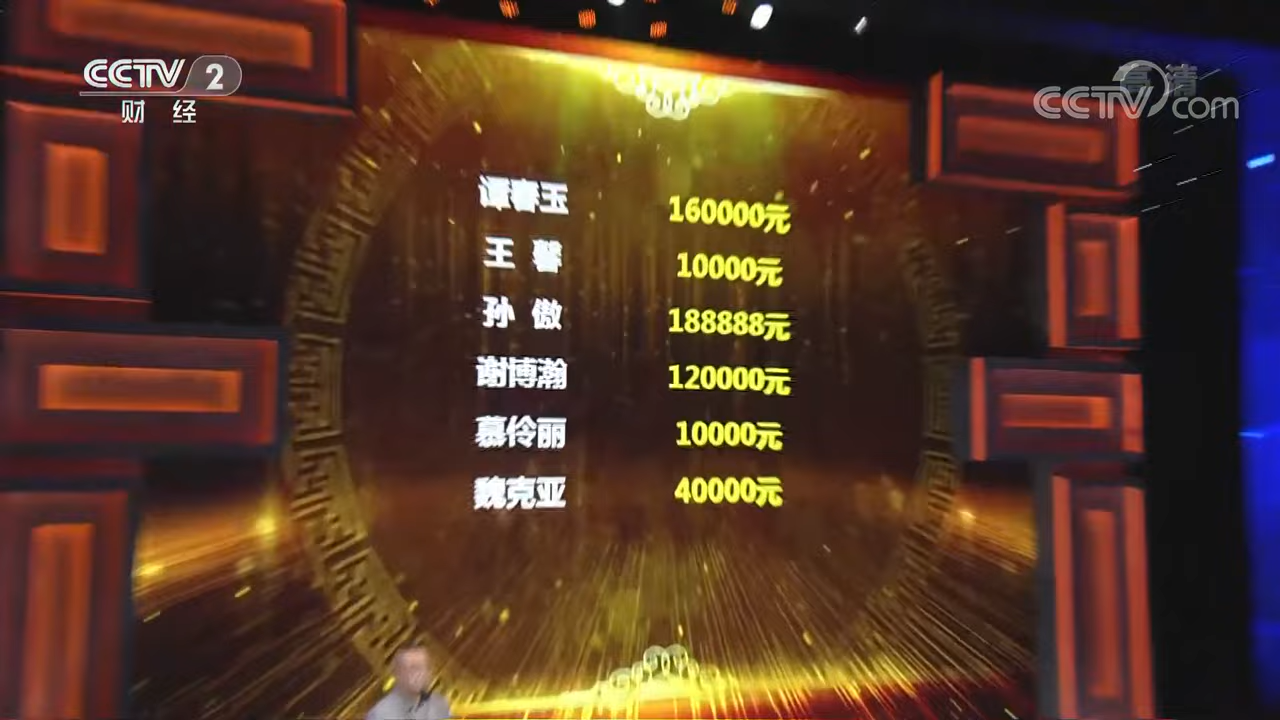 CCTV 2
财 经
高清
CCTV.com
谭春玉 160000元
王 馨 10000元
孙 傲 188888元
谢博瀚 120000元
慕伶丽 10000元
魏克亚 40000元